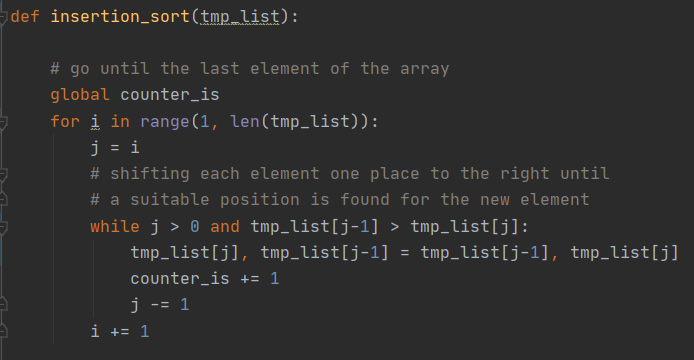 def insertion_sort(tmp_list):
    # go until the last element of the array
    global counter_is
    for i in range(1, len(tmp_list)):
        j = i
        # shifting each element one place to the right until
        # a suitable position is found for the new element
        while j > 0 and tmp_list[j-1] > tmp_list[j]:
            tmp_list[j], tmp_list[j-1] = tmp_list[j-1], tmp_list[j]
            counter_is += 1
            j -= 1
        i += 1